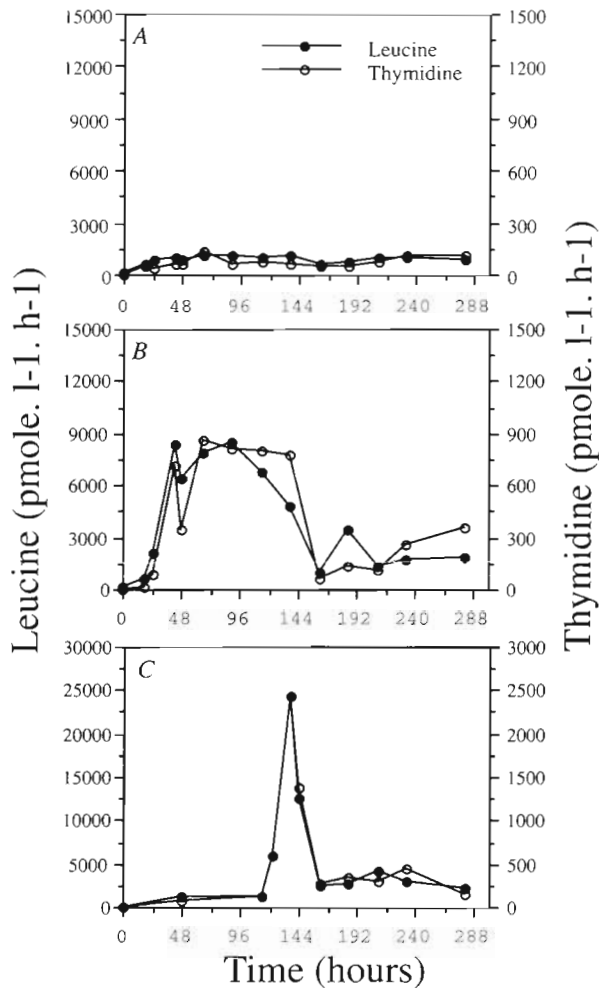 A
Leucine
Thymidine
15000 12000 9000 6000 3000 0
1500 1200 900 600 300 0
0 48 96 144 192 240 288
B
15000 12000 9000 6000 3000 0
1500 1200 900 600 300 0
0 48 96 144 192 240 288
C
30000 25000 20000 15000 10000 5000 0
3000 2500 2000 1500 1000 500 0
0 48 96 144 192 240 288
Leucine (pmole. l-1. h-1)
Thymidine (pmole. l-1. h-1)
Time (hours)